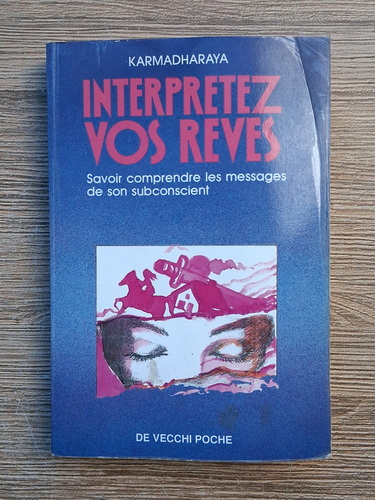 KARMADHARAYA
INTERPRETEZ
VOS REVES
Savoir comprendre les messages
de son subconscient
DE VECCHI POCHE